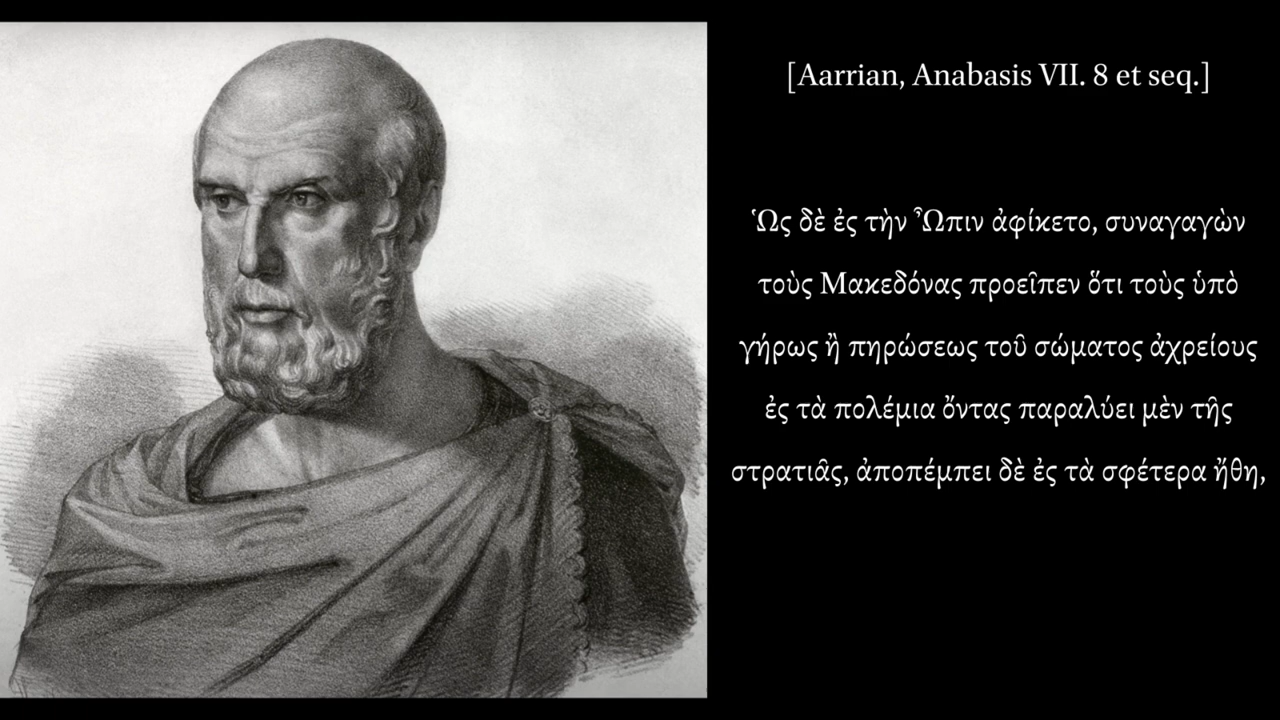 [Aarrian, Anabasis VII. 8 et seq.]
Ὡς δὲ ἐς τὴν Ὦπιν ἀφίκετο, συναγαγὼν
τοὺς Μακεδόνας προεῖπεν ὅτι τοὺς ὑπὸ
γήρως ἢ πηρώσεως τοῦ σώματος ἀχρείους
ἐς τὰ πολέμια ὄντας παραλύει μὲν τῆς
στρατιᾶς, ἀποπέμπει δὲ ἐς τὰ σφέτερα ἤθη,